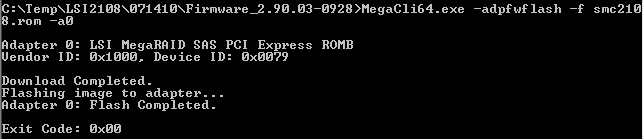 C:\Temp\LSI2108\071410\Firmware_2.90.03-0928>MegaCli64.exe -adpfwflash -f smc210
8.rom -a0
Adapter 0: LSI MegaRAID SAS PCI Express ROMB
Vendor ID: 0x1000, Device ID: 0x0079
Download Completed.
Flashing image to adapter...
Adapter 0: Flash Completed.
Exit Code: 0x00